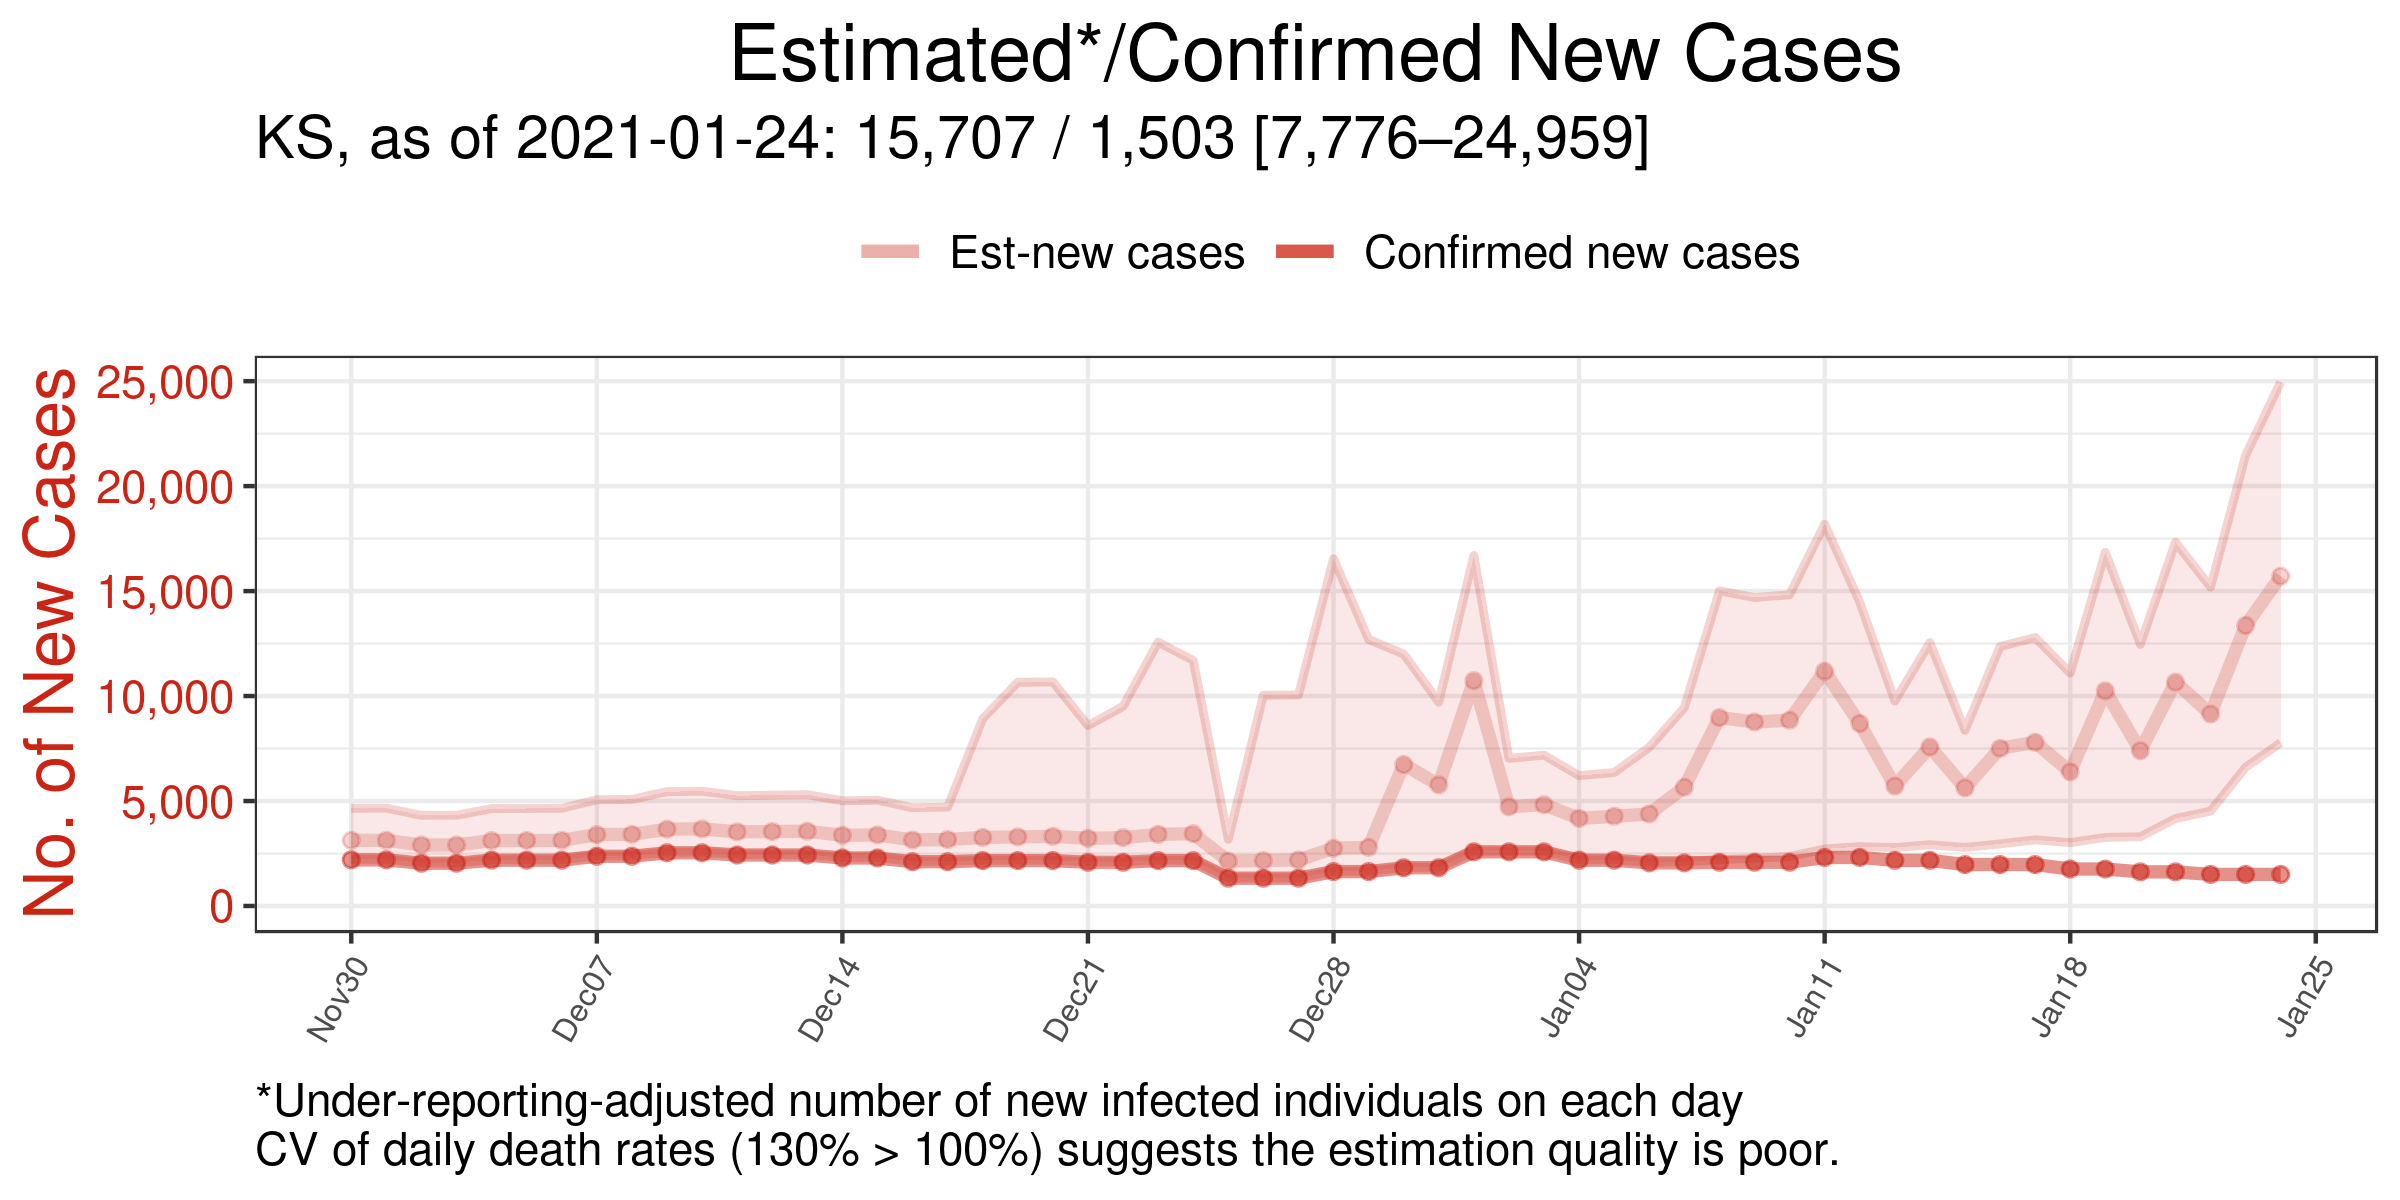 Estimated*/Confirmed New Cases
KS, as of 2021-01-24: 15,707 / 1,503 [7,776–24,959]
Est-new cases
Confirmed new cases
No. of New Cases
25,000
20,000
15,000
10,000
5,000
0
Nov30
Dec07
Dec14
Dec21
Dec28
Jan04
Jan11
Jan18
Jan25
*Under-reporting-adjusted number of new infected individuals on each day
CV of daily death rates (130% > 100%) suggests the estimation quality is poor.